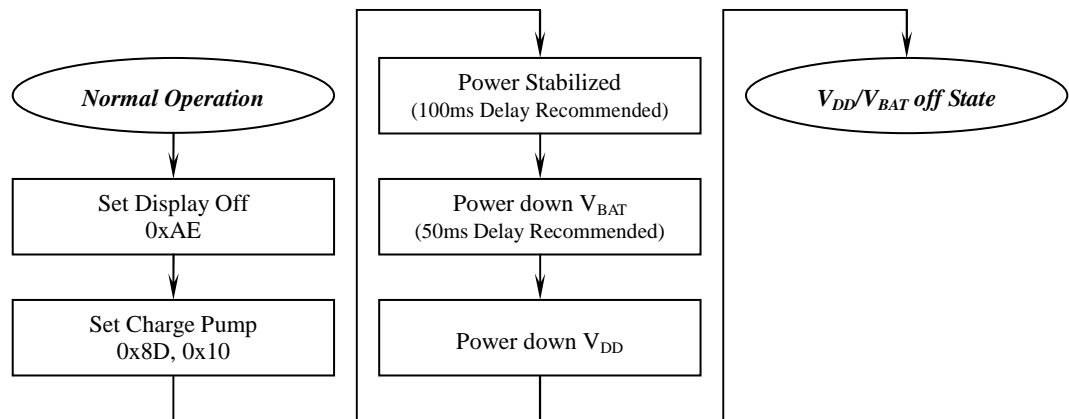 Normal Operation
Set Display Off
0xAE
Set Charge Pump
0x8D, 0x10
Power Stabilized
(100ms Delay Recommended)
Power down VBAT
(50ms Delay Recommended)
Power down VDD
VDD/VBAT off State